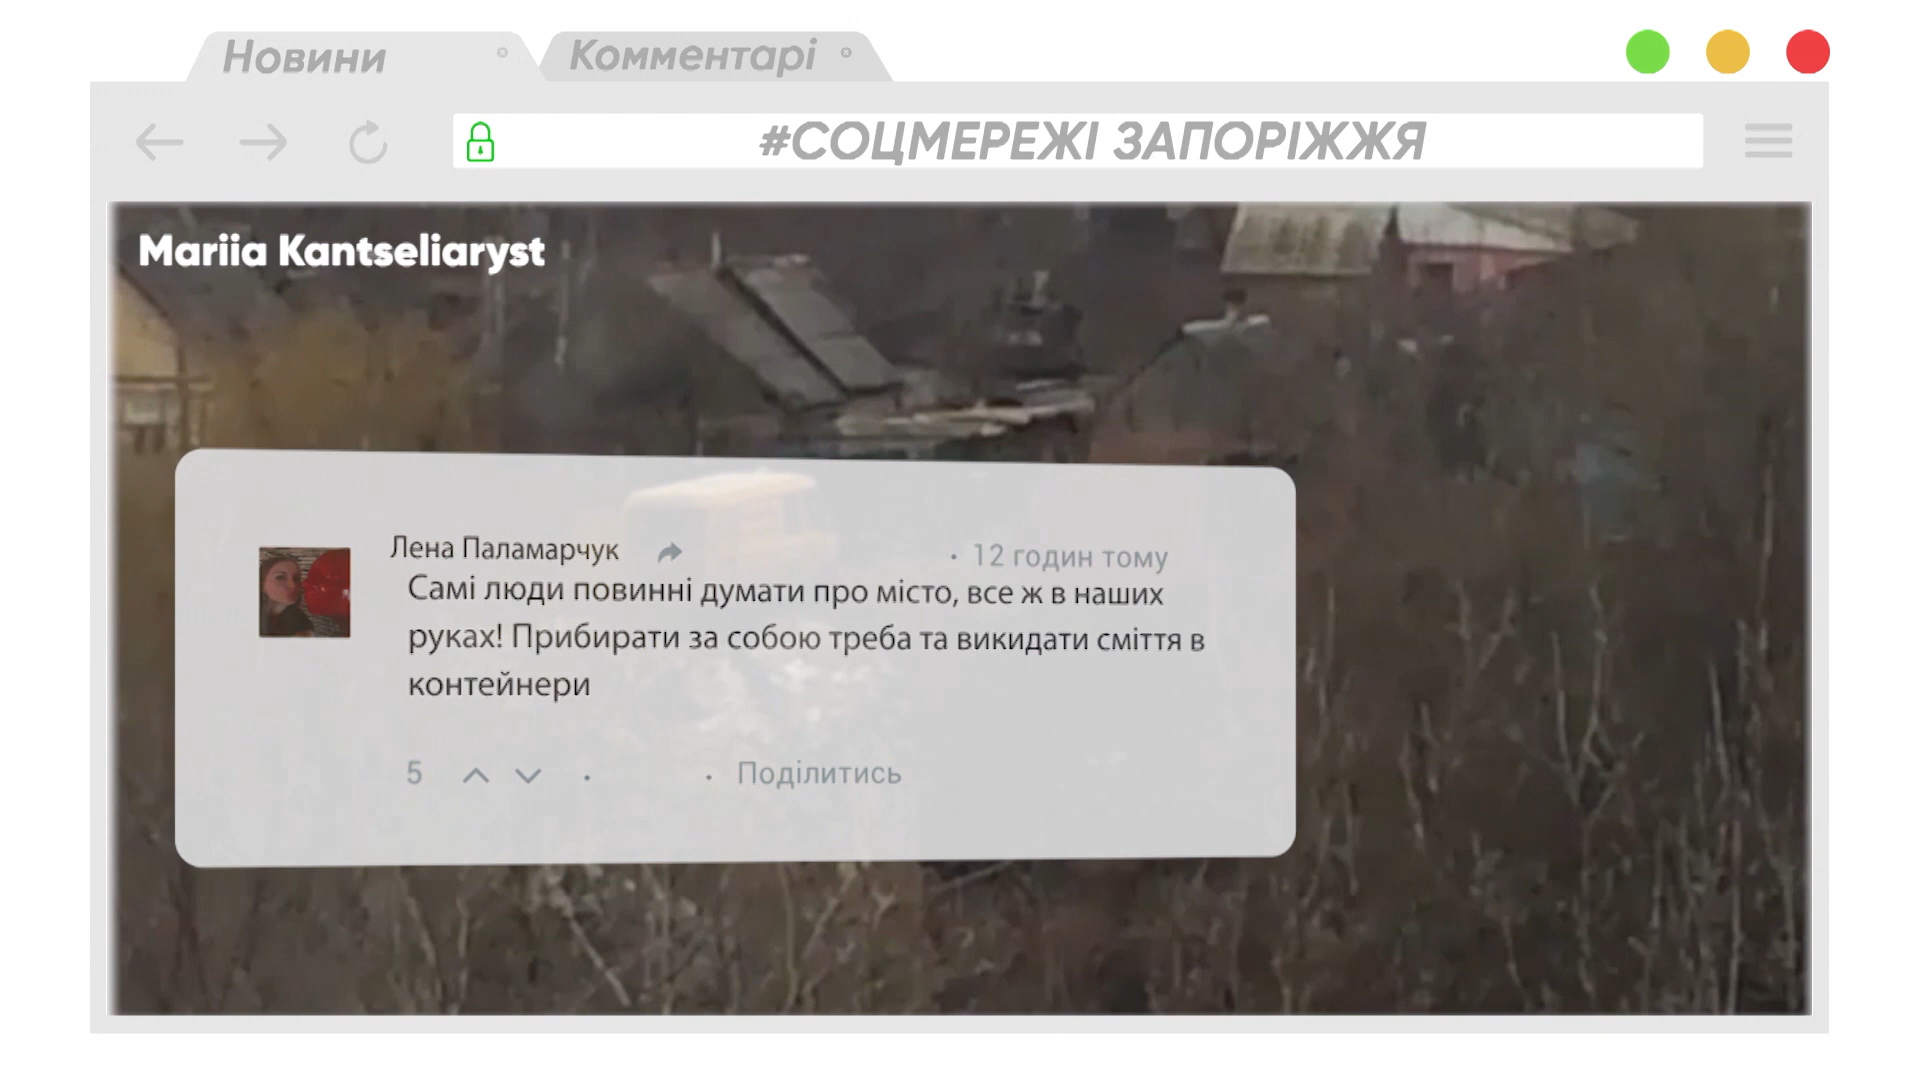 Новини
Комментарі
#СОЦМЕРЕЖІ ЗАПОРІЖЖЯ
Mariia Kantseliaryst
Лена Паламарчук
· 12 годин тому
Самі люди повинні думати про місто, все ж в наших
руках! Прибирати за собою треба та викидати сміття в
контейнери
5 · · Поділитись